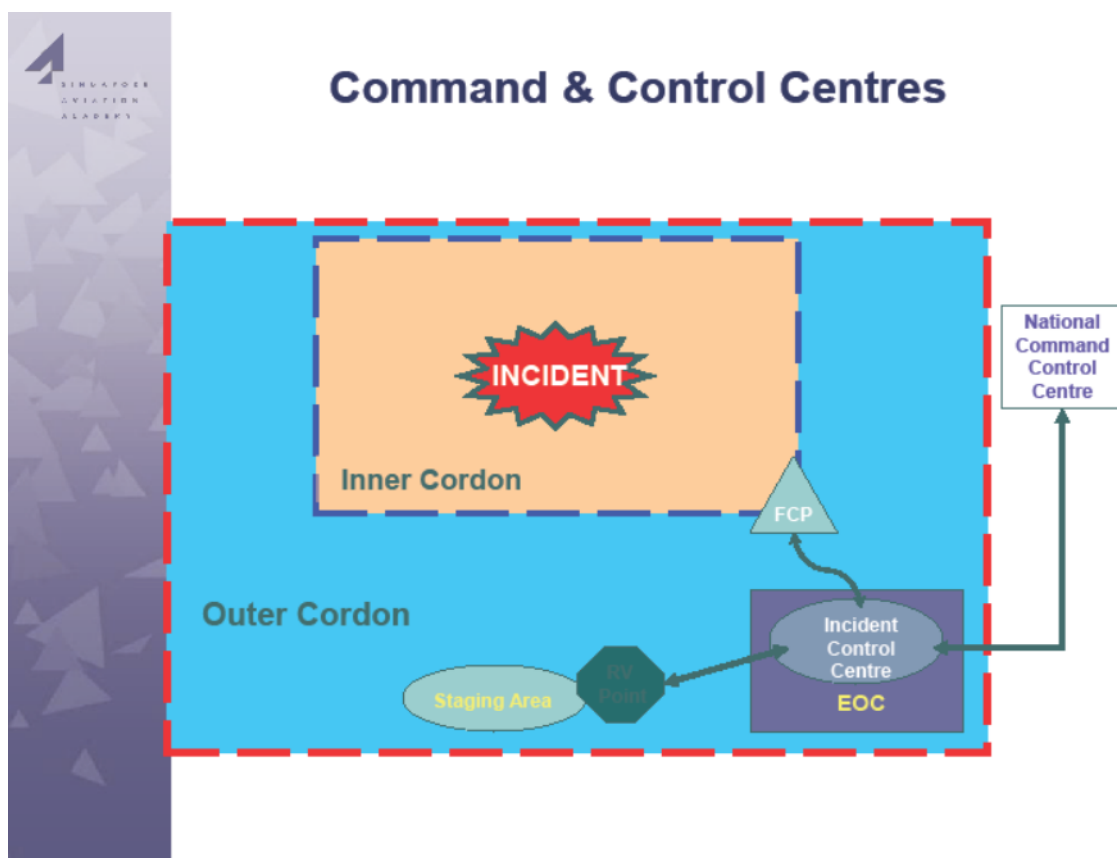 SINGAPORE
AVIATION
ACADEMY
Command & Control Centres
INCIDENT
National
Command
Control
Centre
Inner Cordon
FCP
Outer Cordon
Incident
Control
Centre
RV
Point
Staging Area
EOC